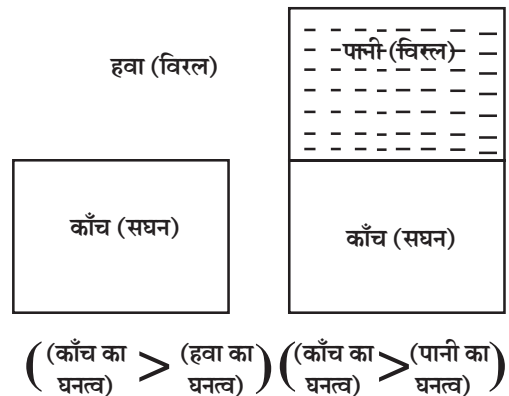 हवा (विरल)
पानी (विरल)
काँच (सघन)
काँच (सघन)
((काँच का > (हवा का) ((काँच का > (पानी का)
घनत्व) घनत्व) घनत्व) घनत्व)